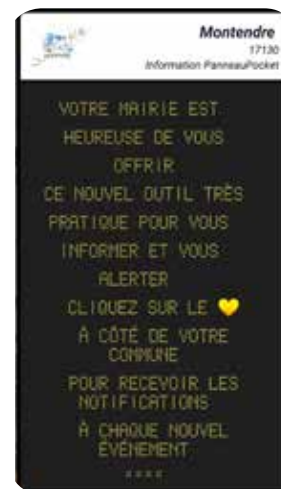 Montendre
17130
Information PanneauPocket
VOTRE MAIRIE EST
HEUREUSE DE VOUS
OFFRIR
CE NOUVEL OUTIL TRÈS
PRATIQUE POUR VOUS
INFORMER ET VOUS
ALERTER
CLIQUEZ SUR LE 💛
À CÔTÉ DE VOTRE
COMMUNE
POUR RECEVOIR LES
NOTIFICATIONS
À CHAQUE NOUVEL
ÉVÉNEMENT